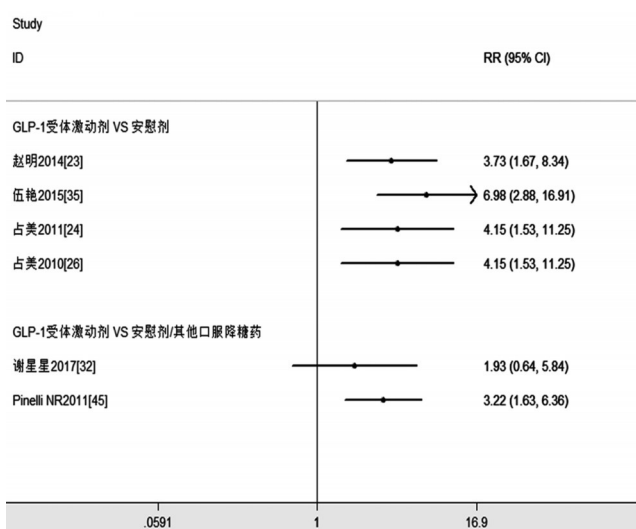 Study
ID RR (95% CI)
GLP-1受体激动剂 VS 安慰剂
赵明2014[23] 3.73 (1.67, 8.34)
伍艳2015[35] 6.98 (2.88, 16.91)
占美2011[24] 4.15 (1.53, 11.25)
占美2010[26] 4.15 (1.53, 11.25)
GLP-1受体激动剂 VS 安慰剂/其他口服降糖药
谢星星2017[32] 1.93 (0.64, 5.84)
Pinelli NR2011[45] 3.22 (1.63, 6.36)
.0591 1 16.9